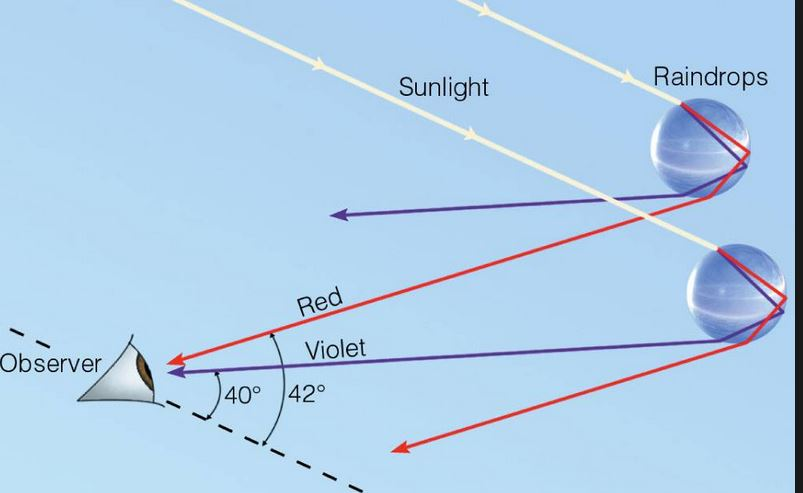 Raindrops
Sunlight
Red
Violet
Observer
40°
42°